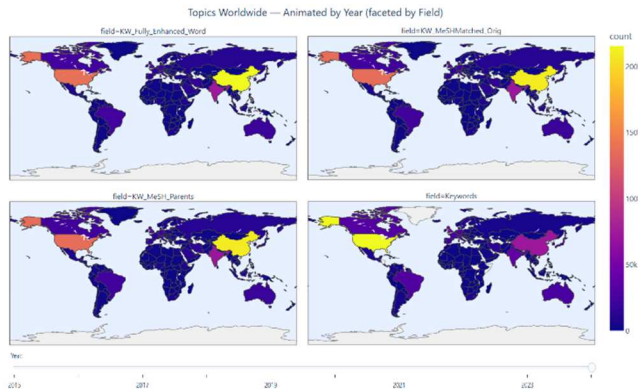 Topics Worldwide — Animated by Year (faceted by Field)
field=KW_Fully_Enhanced_Word
field=KW_MeSHMatched_Orig
count
200
150
100
50k
0
field=KW_MeSH_Parents
field=Keywords
Year
2015
2017
2019
2021
2023